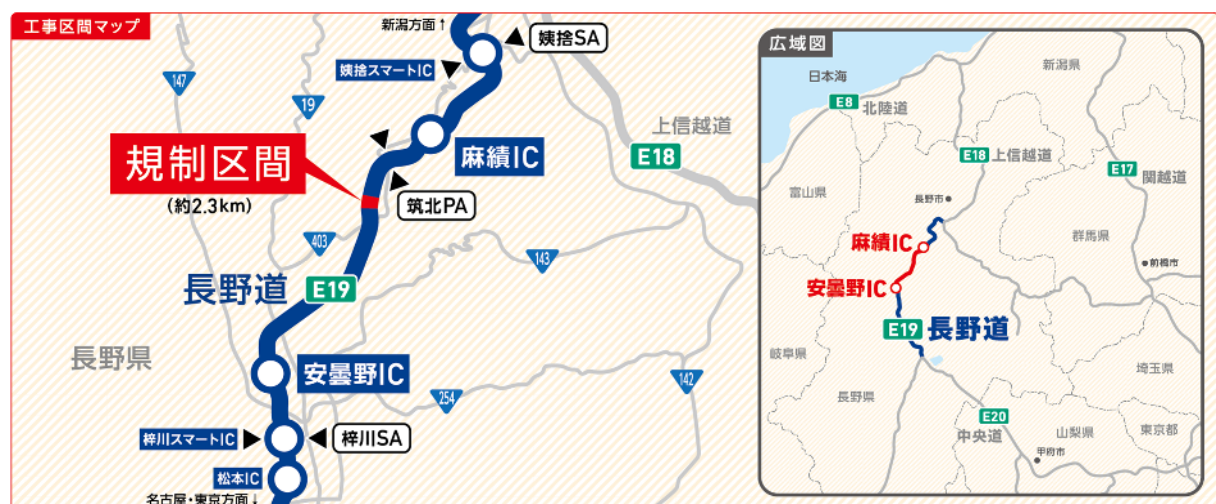 工事区間マップ
新潟方面↑
姨捨SA
姨捨スマートIC
147
19
上信越道
E18
麻績IC
規制区間
(約2.3km)
筑北PA
403
143
長野道
E19
長野県
安曇野IC
142
254
梓川スマートIC
梓川SA
松本IC
名古屋・東京方面↓
広域図
日本海
新潟県
E8
北陸道
E18
上信越道
E17
関越道
富山県
長野市
麻績IC
群馬県
前橋市
安曇野IC
E19
長野道
岐阜県
埼玉県
長野県
E20
中央道
山梨県
東京都
甲府市